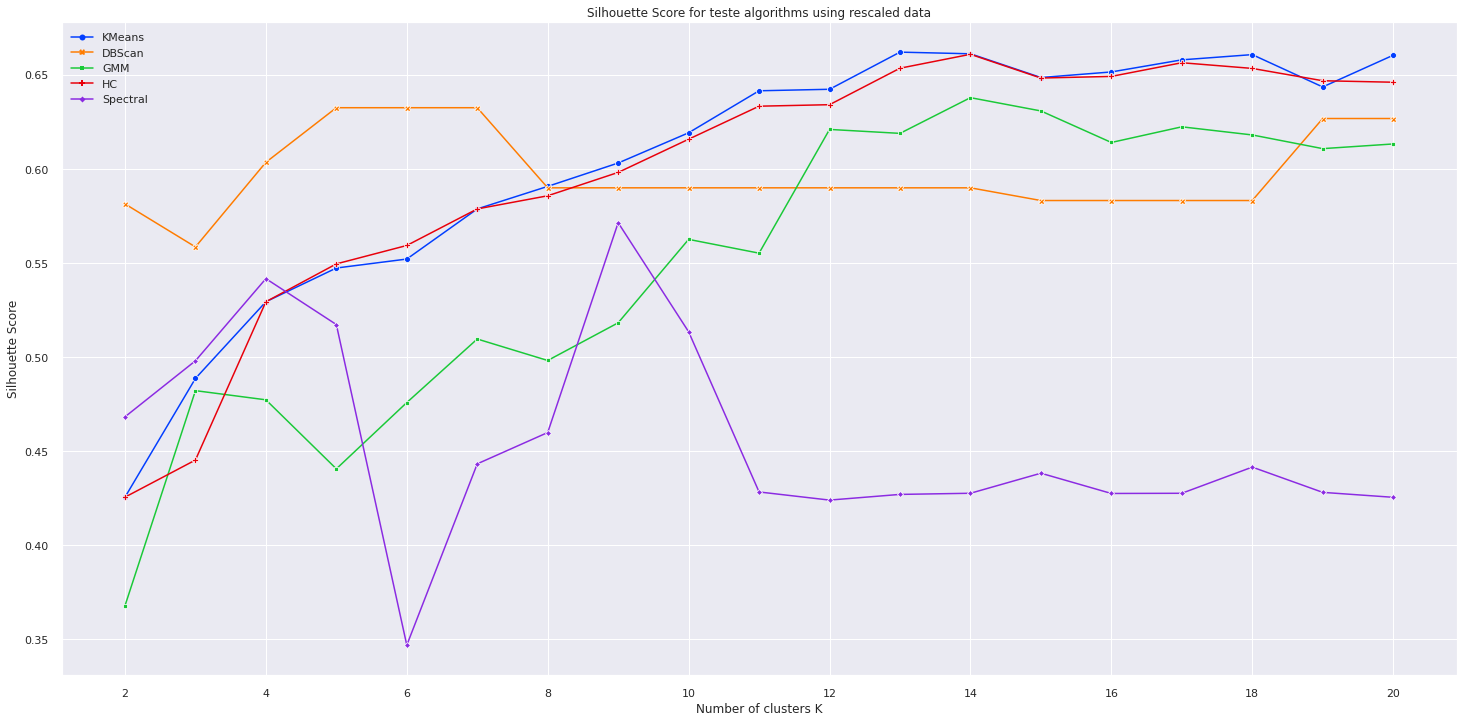 Silhouette Score for teste algorithms using rescaled data
KMeans
DBScan
GMM
HC
Spectral
Silhouette Score
0.65
0.60
0.55
0.50
0.45
0.40
0.35
2 4 6 8 10 12 14 16 18 20
Number of clusters K